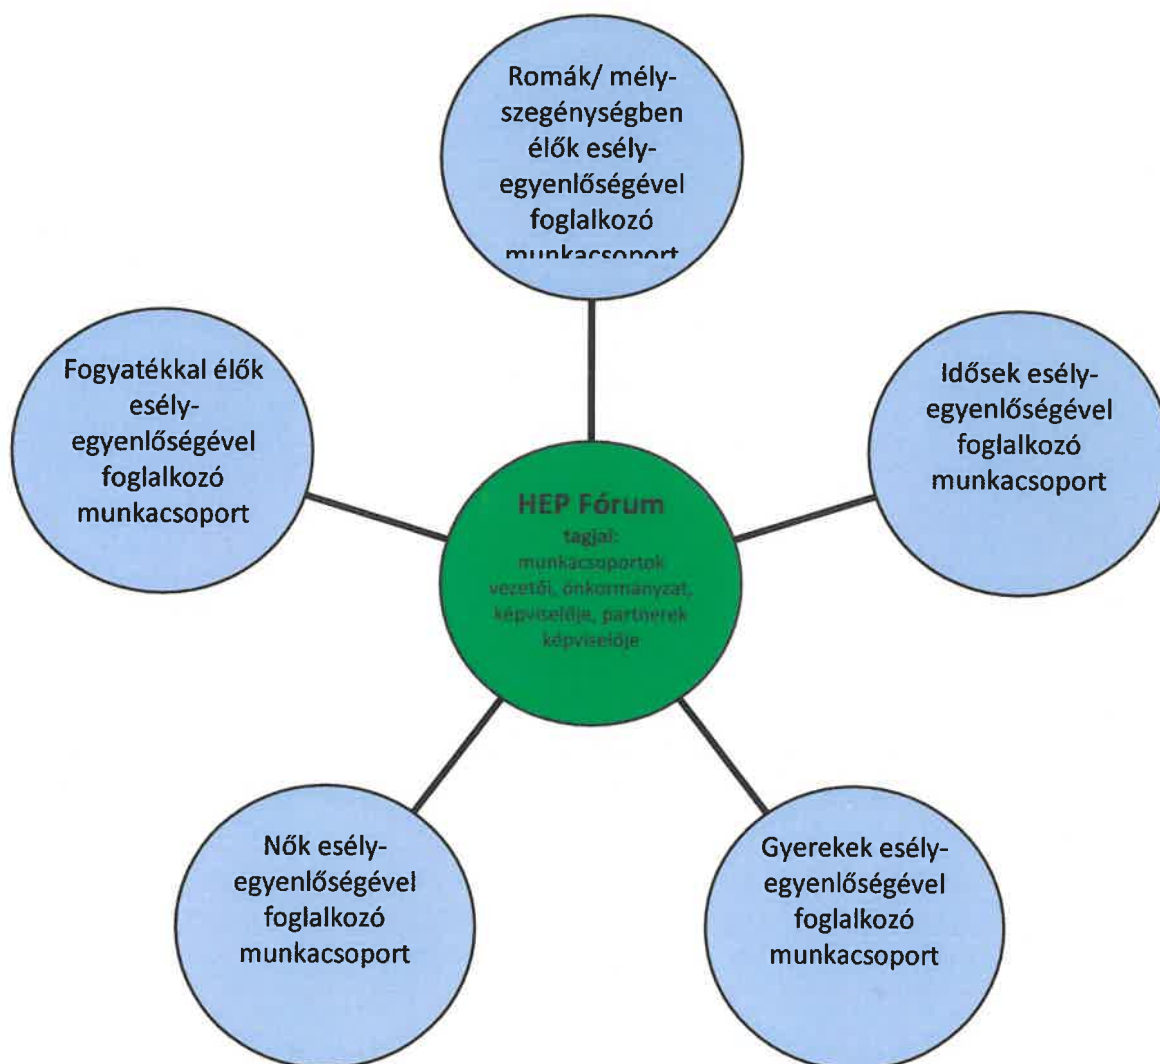 Romák/ mély-
szegénységben
élők esély-
egyenlőségével
foglalkozó
munkacsoport
Fogyatékkal élők
esély-
egyenlőségével
foglalkozó
munkacsoport
Idősek esély-
egyenlőségével
foglalkozó
munkacsoport
HEP Fórum
tagjai:
munkacsoportok
vezetői, önkormányzat,
képviselője, partnerek
képviselője
Nők esély-
egyenlőségével
foglalkozó
munkacsoport
Gyerekek esély-
egyenlőségével
foglalkozó
munkacsoport